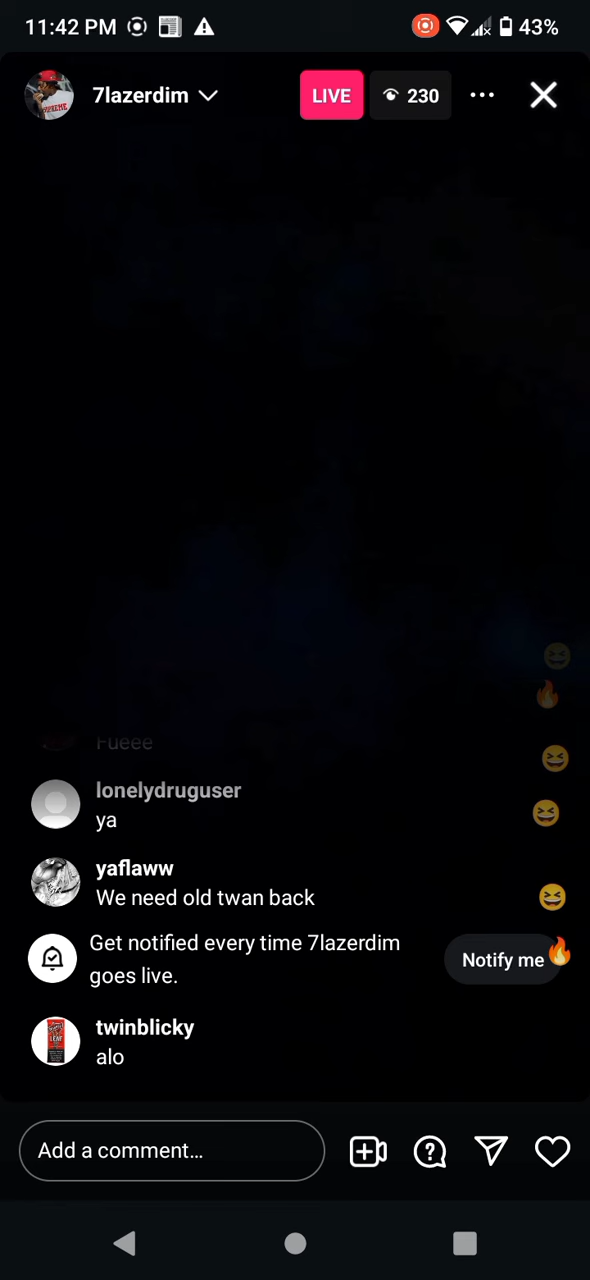 11:42 PM
43%
7lazerdim
LIVE
230
Fueee
lonelydruguser
ya
yaflaww
We need old twan back
Get notified every time 7lazerdim
goes live.
Notify me
twinblicky
alo
Add a comment...